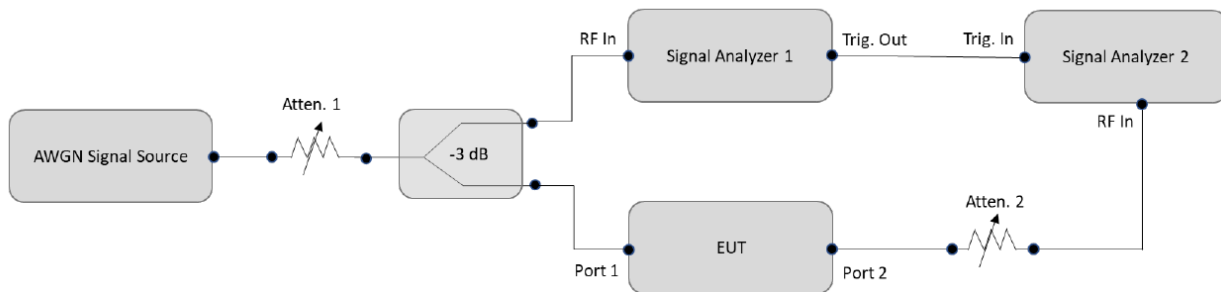 RF In
Signal Analyzer 1
Trig. Out
Trig. In
Signal Analyzer 2
RF In
Atten. 1
AWGN Signal Source
-3 dB
Atten. 2
EUT
Port 1
Port 2